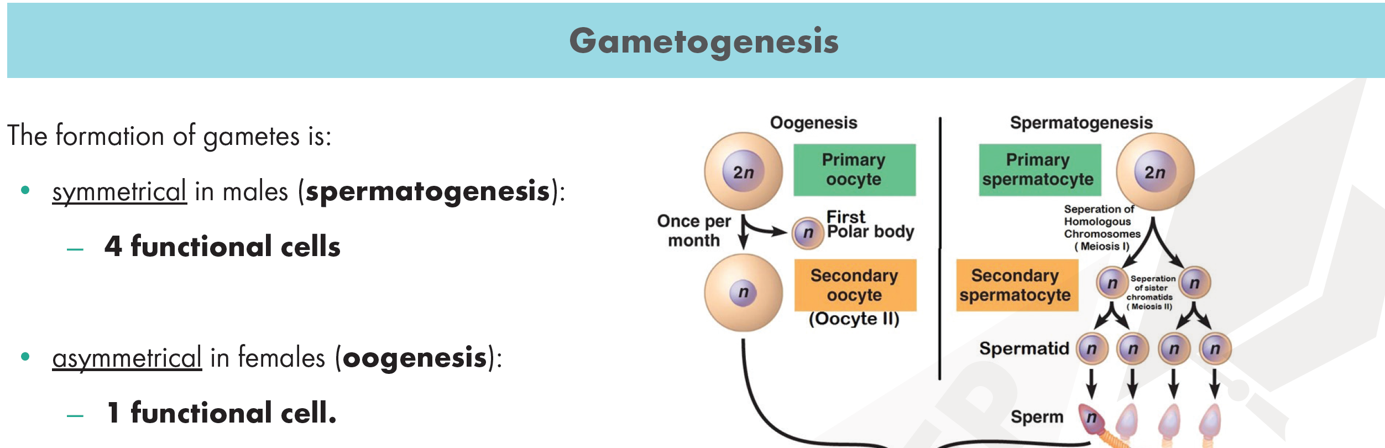 Gametogenesis
The formation of gametes is:
• symmetrical in males (spermatogenesis):
– 4 functional cells
• asymmetrical in females (oogenesis):
– 1 functional cell.
Oogenesis
2n
Primary
oocyte
Once per
month
n
First
Polar body
n
Secondary
oocyte
(Oocyte II)
Spermatogenesis
Primary
spermatocyte
2n
Seperation of
Homologous
Chromosomes
( Meiosis I)
Secondary
spermatocyte
n
Seperation
of sister
chromatids
( Meiosis II)
n
Spermatid
n
n
n
n
Sperm
n